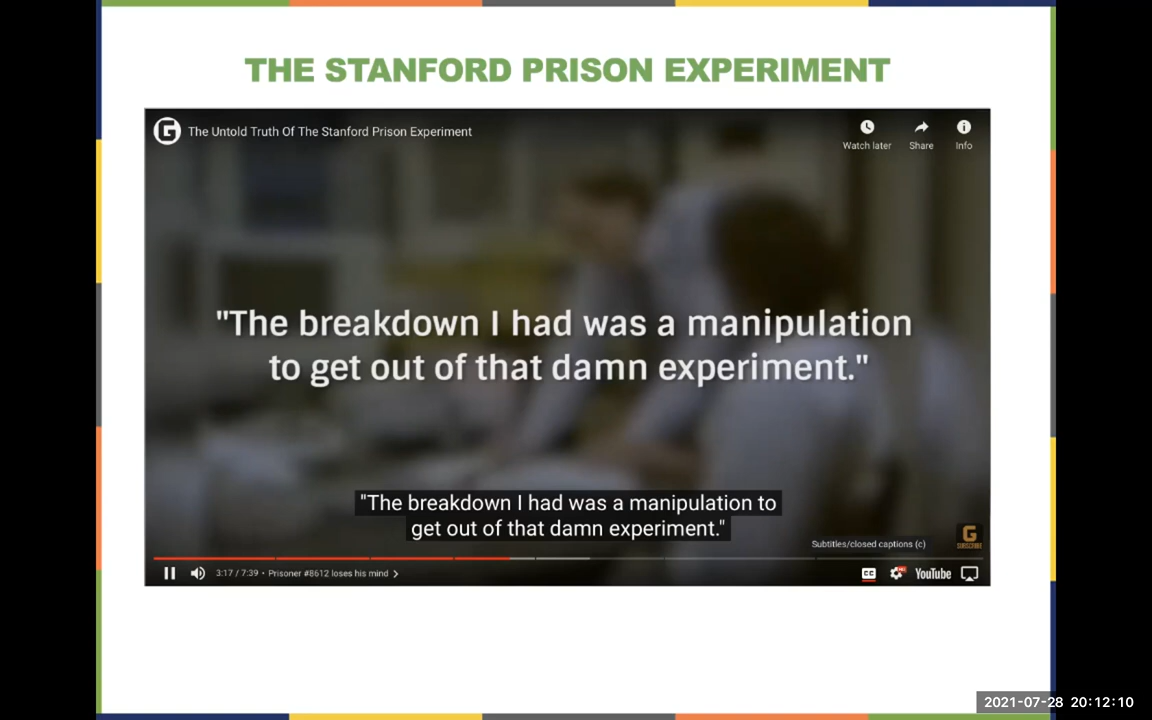 THE STANFORD PRISON EXPERIMENT
G The Untold Truth Of The Stanford Prison Experiment
Watch later Share Info
"The breakdown I had was a manipulation
to get out of that damn experiment."
"The breakdown I had was a manipulation to
get out of that damn experiment."
Subtitles/closed captions (c)
G
SUBSCRIBE
3:17 / 7:39 • Prisoner #8612 loses his mind
CC HD YouTube
2021-07-28 20:12:10